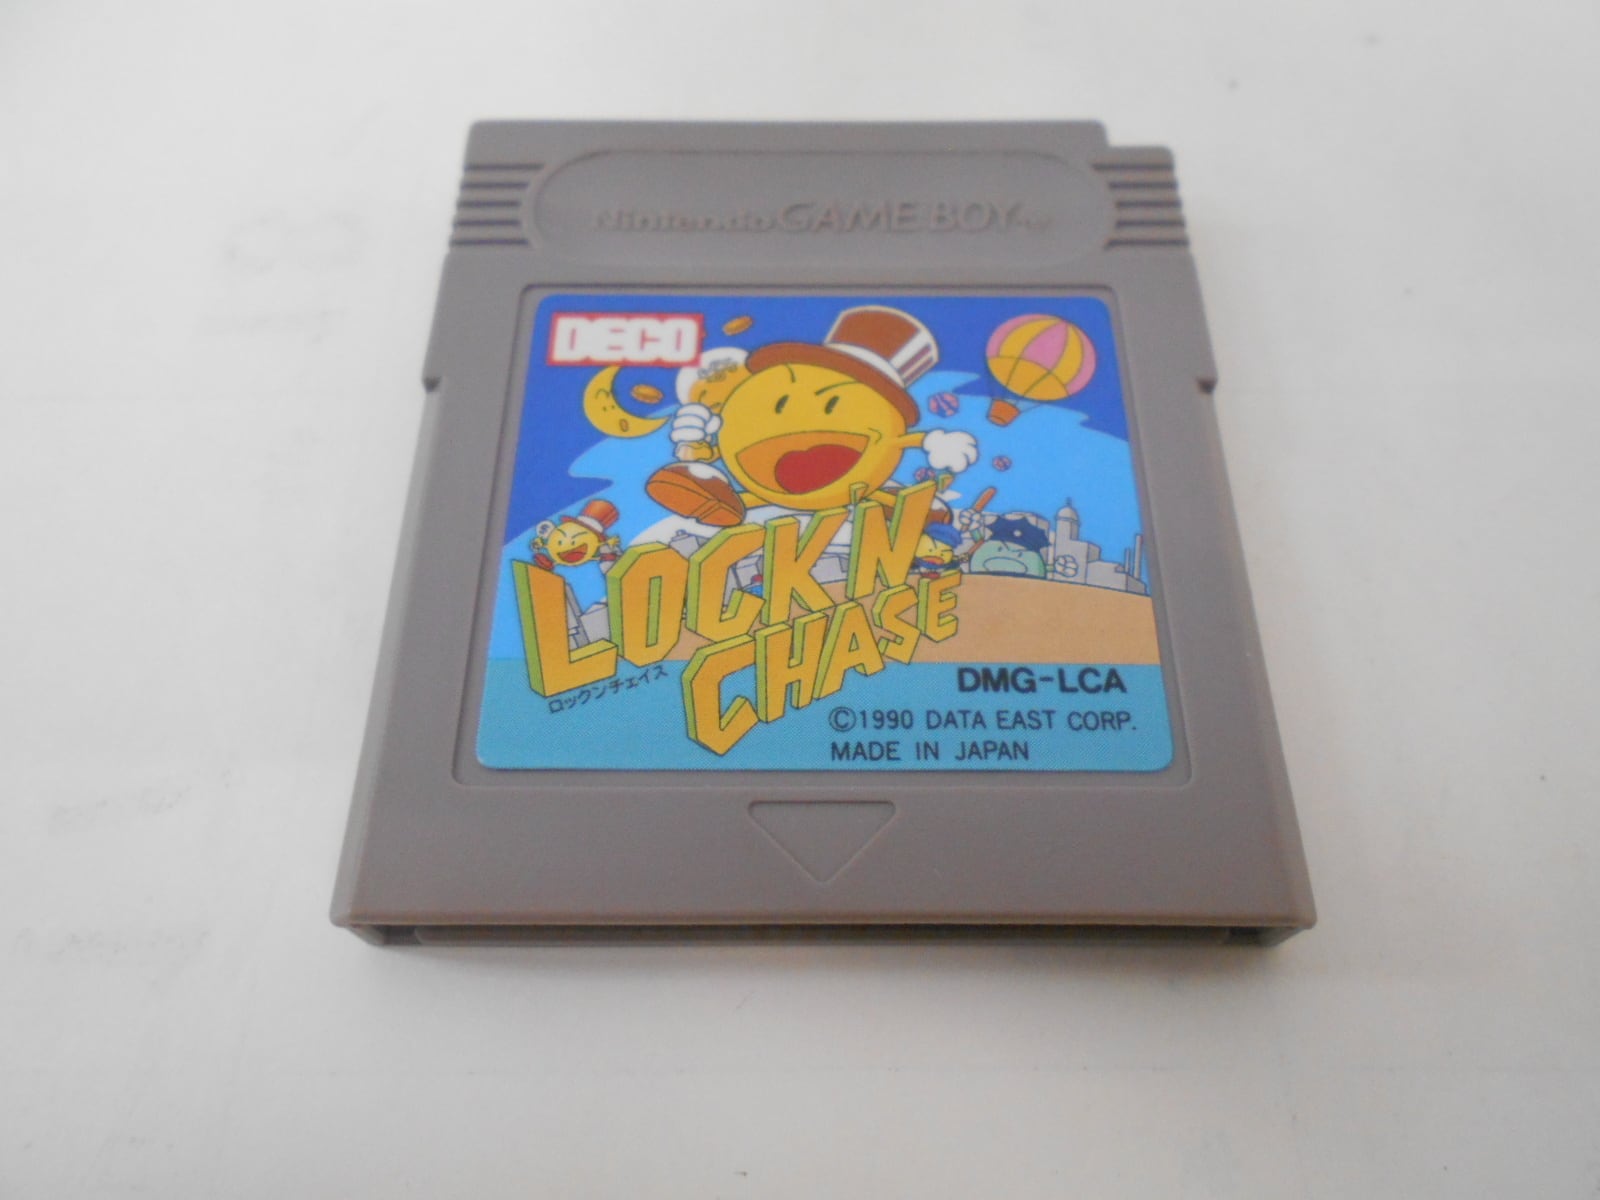 Nintendo GAME BOY™
DECO
LOCK'N'
CHASE
ロックンチェイス
DMG-LCA
©1990 DATA EAST CORP.
MADE IN JAPAN